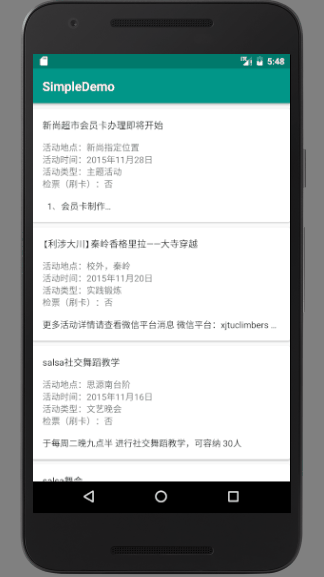 5:48
SimpleDemo
新尚超市会员卡办理即将开始
活动地点：新尚指定位置
活动时间：2015年11月28日
活动类型：主题活动
检票（刷卡）：否
1．会员卡制作…
【利涉大川】秦岭香格里拉——大寺穿越
活动地点：校外，秦岭
活动时间：2015年11月20日
活动类型：实践锻炼
检票（刷卡）：否
更多活动详情请查看微信平台消息 微信平台：xjtuclimbers …
salsa社交舞蹈教学
活动地点：思源南台阶
活动时间：2015年11月16日
活动类型：文艺晚会
检票（刷卡）：否
于每周二晚九点半 进行社交舞蹈教学，可容纳 30人
salsa舞会